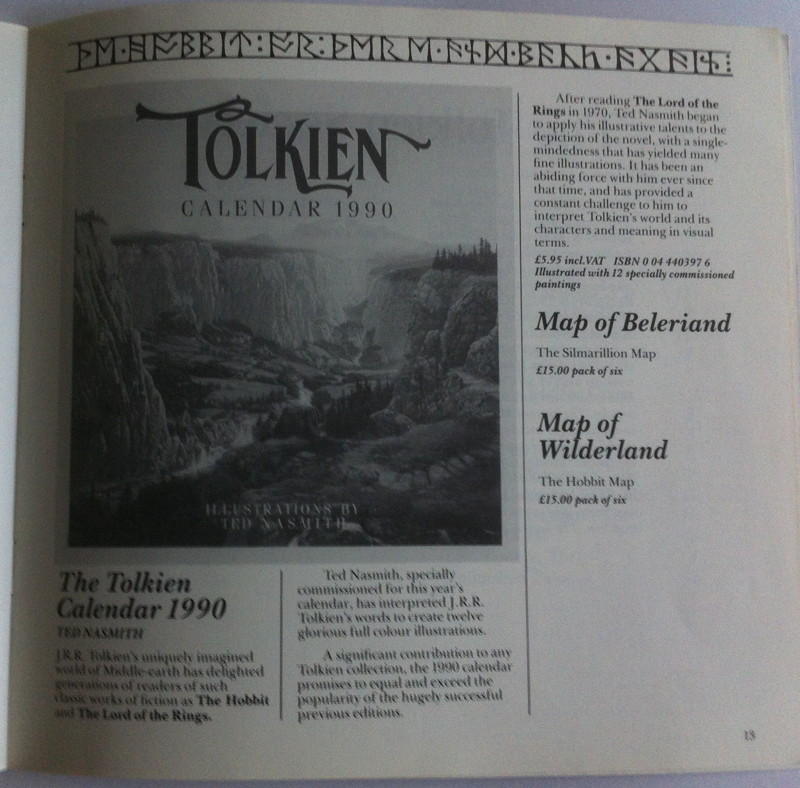 ᚦᛖ·ᚻᚩᛒᛒᛁᛏ:ᚩᚱ:ᚦᛖᚱᛖ·ᚪᚾᛞ·ᛒᚪᚳᚳ·ᚪᚷᚪᛁᚾ⁝
TOLKIEN
CALENDAR 1990
ILLUSTRATIONS BY
TED NASMITH
The Tolkien
Calendar 1990
TED NASMITH
J.R.R. Tolkien's uniquely imagined
world of Middle-earth has delighted
generations of readers of such
classic works of fiction as The Hobbit
and The Lord of the Rings.
Ted Nasmith, specially
commissioned for this year's
calendar, has interpreted J.R.R.
Tolkien's words to create twelve
glorious full colour illustrations.
A significant contribution to any
Tolkien collection, the 1990 calendar
promises to equal and exceed the
popularity of the hugely successful
previous editions.
After reading The Lord of the
Rings in 1970, Ted Nasmith began
to apply his illustrative talents to the
depiction of the novel, with a single-
mindedness that has yielded many
fine illustrations. It has been an
abiding force with him ever since
that time, and has provided a
constant challenge to him to
interpret Tolkien's world and its
characters and meaning in visual
terms.
£5.95 incl.VAT ISBN 0 04 440397 6
Illustrated with 12 specially commissioned
paintings
Map of Beleriand
The Silmarillion Map
£15.00 pack of six
Map of
Wilderland
The Hobbit Map
£15.00 pack of six
13